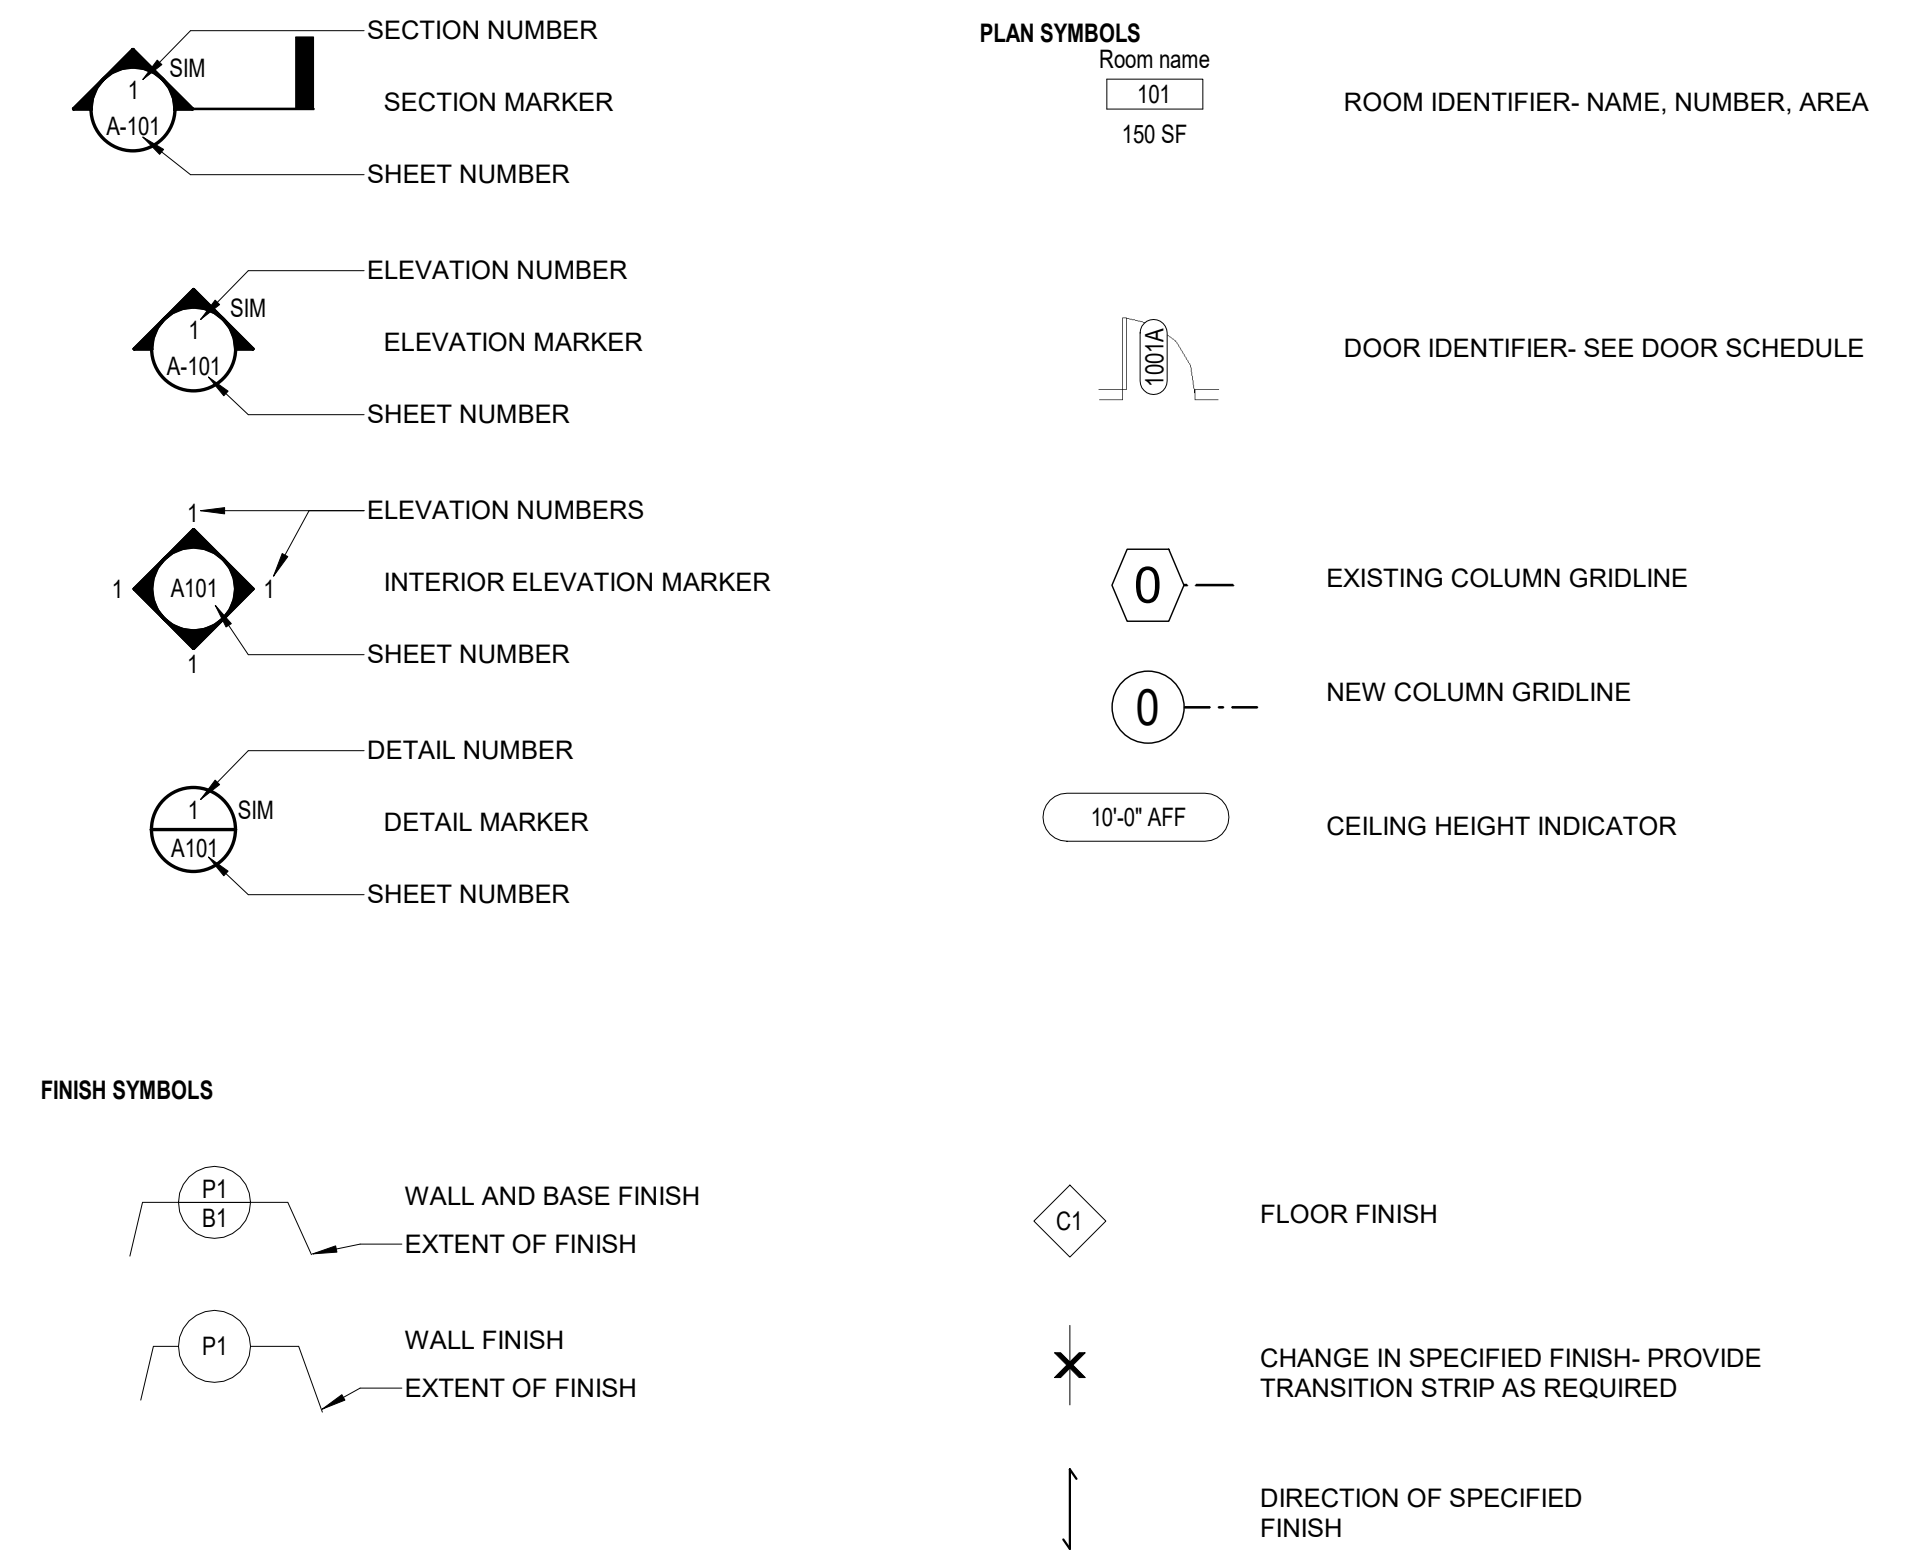 SECTION NUMBER
SIM
1
SECTION MARKER
A-101
SHEET NUMBER
ELEVATION NUMBER
SIM
1
ELEVATION MARKER
A-101
SHEET NUMBER
1
ELEVATION NUMBERS
1
A101
1
INTERIOR ELEVATION MARKER
SHEET NUMBER
1
DETAIL NUMBER
1
SIM
DETAIL MARKER
A101
SHEET NUMBER
PLAN SYMBOLS
Room name
101
ROOM IDENTIFIER- NAME, NUMBER, AREA
150 SF
1001A
DOOR IDENTIFIER- SEE DOOR SCHEDULE
0
EXISTING COLUMN GRIDLINE
0
NEW COLUMN GRIDLINE
10'-0" AFF
CEILING HEIGHT INDICATOR
FINISH SYMBOLS
P1
B1
WALL AND BASE FINISH
EXTENT OF FINISH
P1
WALL FINISH
EXTENT OF FINISH
C1
FLOOR FINISH
CHANGE IN SPECIFIED FINISH- PROVIDE
TRANSITION STRIP AS REQUIRED
DIRECTION OF SPECIFIED
FINISH